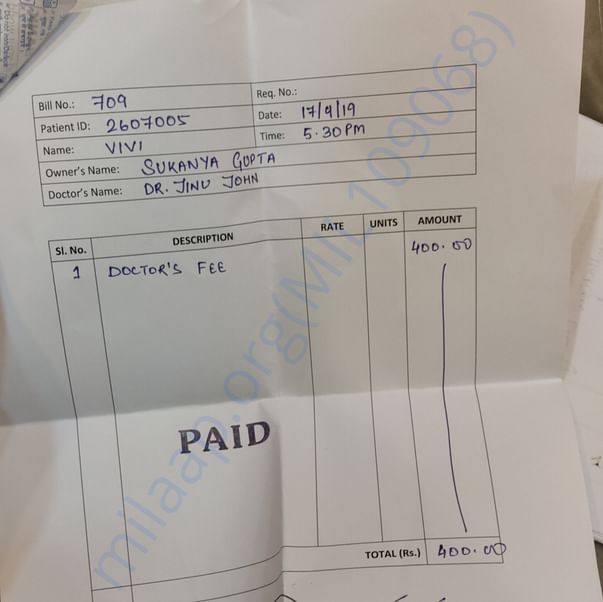 Bill No.: 709
Req. No.:
Patient ID: 2607005
Date: 17/9/19
Name: VIVI
Time: 5.30 PM
Owner's Name: SUKANYA GUPTA
Doctor's Name: DR. JINU JOHN
Sl. No. DESCRIPTION RATE UNITS AMOUNT
1 DOCTOR'S FEE 400.00
PAID
TOTAL (Rs.) 400.00
milaap.org(MIL109068)